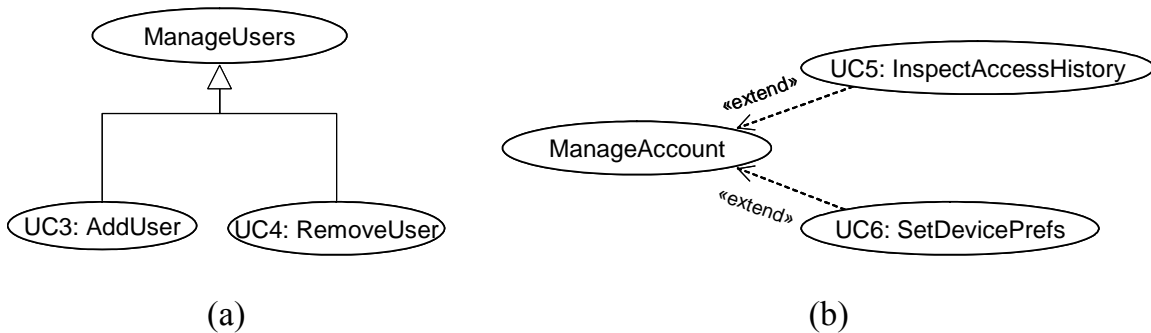 ManageUsers
UC3: AddUser
UC4: RemoveUser
(a)
UC5: InspectAccessHistory
«extend»
ManageAccount
«extend»
UC6: SetDevicePrefs
(b)